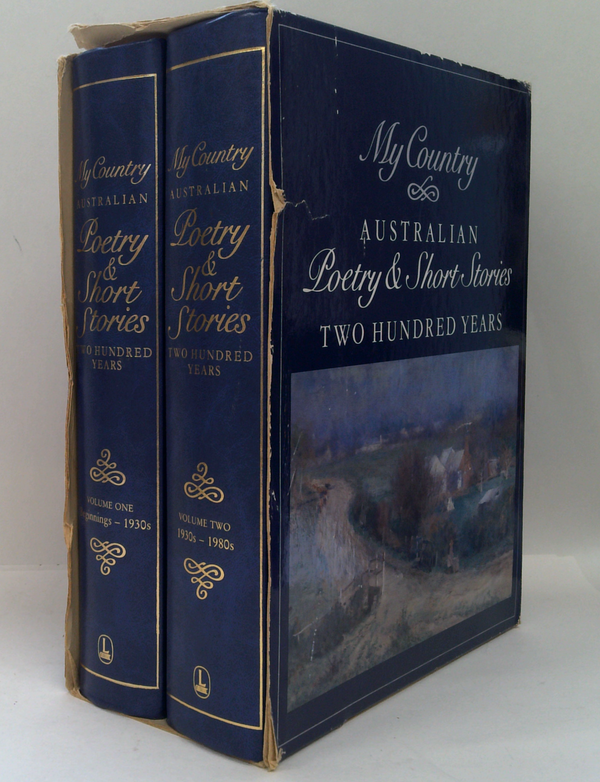 My Country
AUSTRALIAN
Poetry
&
Short
Stories
TWO HUNDRED
YEARS
VOLUME ONE
Beginnings – 1930s
My Country
AUSTRALIAN
Poetry
&
Short
Stories
TWO HUNDRED
YEARS
VOLUME TWO
1930s – 1980s
L
My Country
AUSTRALIAN
Poetry & Short Stories
TWO HUNDRED YEARS